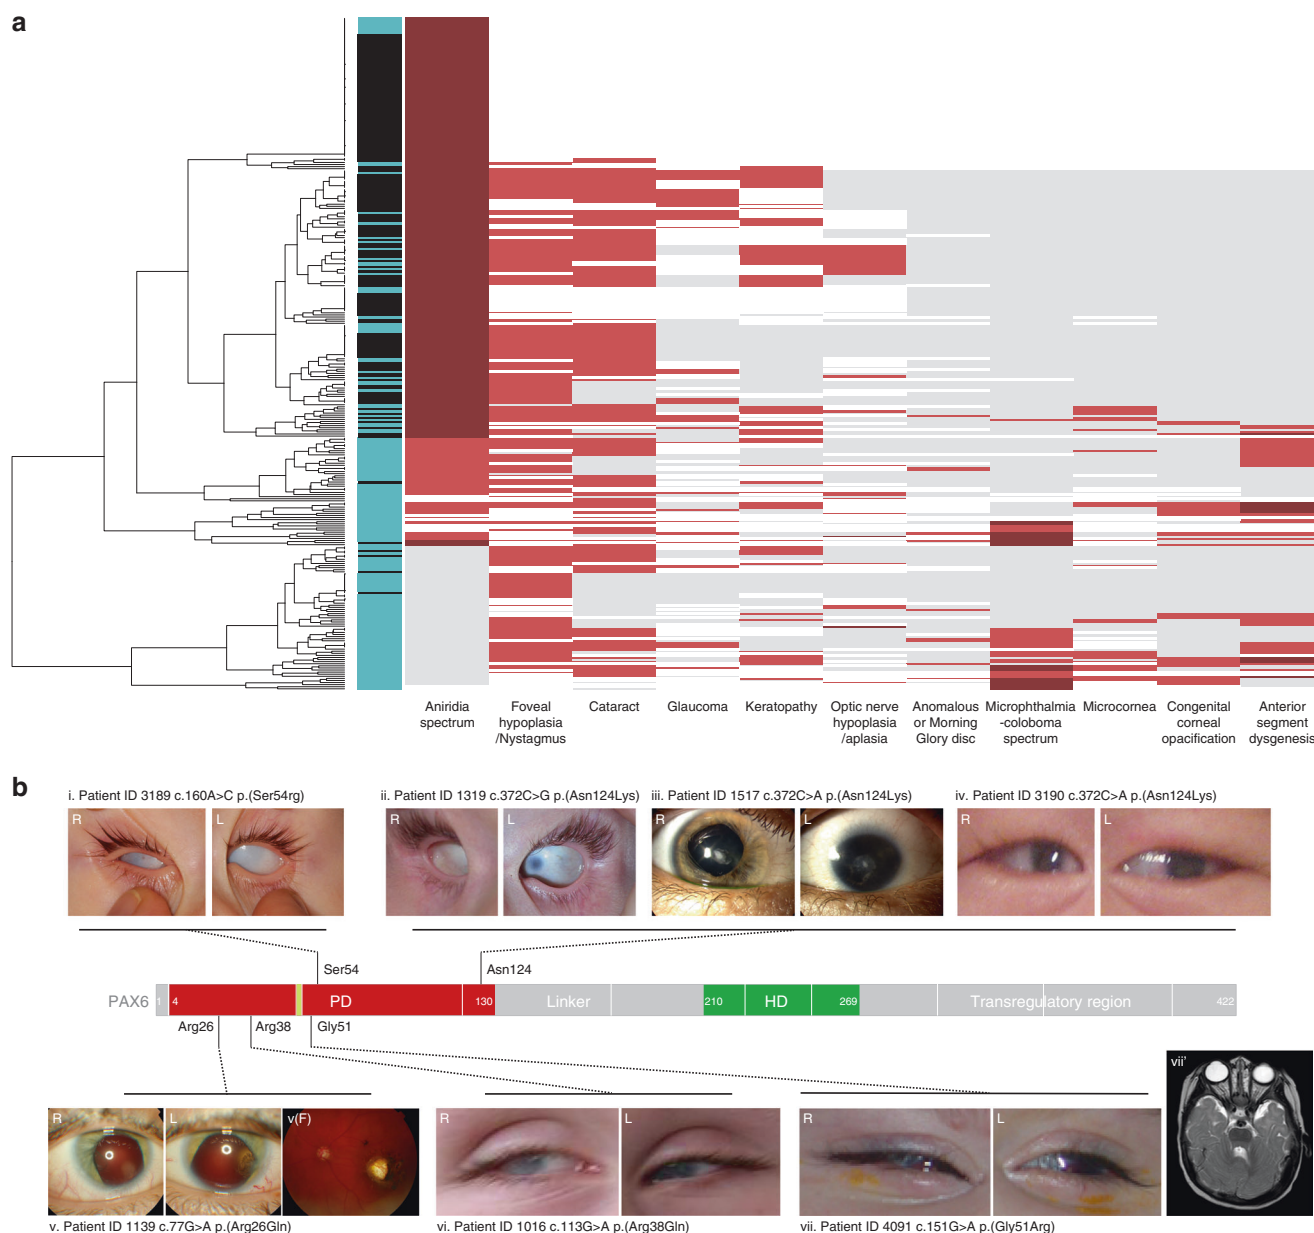 a
Aniridia
spectrum
Foveal
hypoplasia
/Nystagmus
Cataract
Glaucoma
Keratopathy
Optic nerve
hypoplasia
/aplasia
Anomalous
or Morning
Glory disc
Microphthalmia
-coloboma
spectrum
Microcornea
Congenital
corneal
opacification
Anterior
segment
dysgenesis
b
i. Patient ID 3189 c.160A>C p.(Ser54rg)
ii. Patient ID 1319 c.372C>G p.(Asn124Lys)
iii. Patient ID 1517 c.372C>A p.(Asn124Lys)
iv. Patient ID 3190 c.372C>A p.(Asn124Lys)
R
L
R
L
R
L
R
L
Ser54
Asn124
PAX6
1
4
PD
130
Linker
210
HD
269
Transregulatory region
422
Arg26
Arg38
Gly51
R
L
v(F)
R
L
R
L
vii'
v. Patient ID 1139 c.77G>A p.(Arg26Gln)
vi. Patient ID 1016 c.113G>A p.(Arg38Gln)
vii. Patient ID 4091 c.151G>A p.(Gly51Arg)